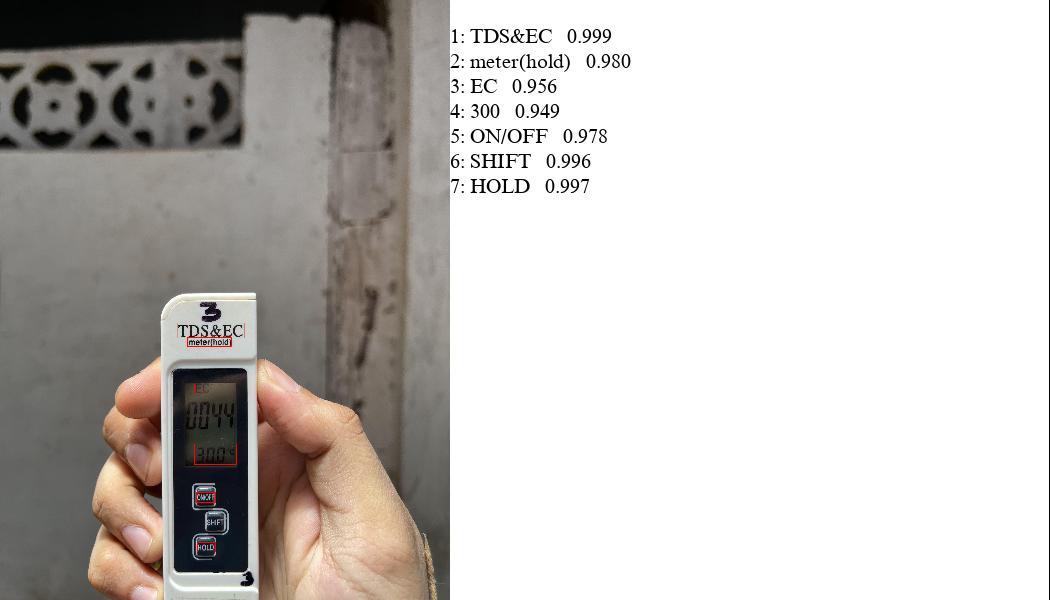 3
TDS&EC
meter(hold)
EC
0044
30.0°C
ON/OFF
SHIFT
HOLD
3
1: TDS&EC 0.999
2: meter(hold) 0.980
3: EC 0.956
4: 300 0.949
5: ON/OFF 0.978
6: SHIFT 0.996
7: HOLD 0.997